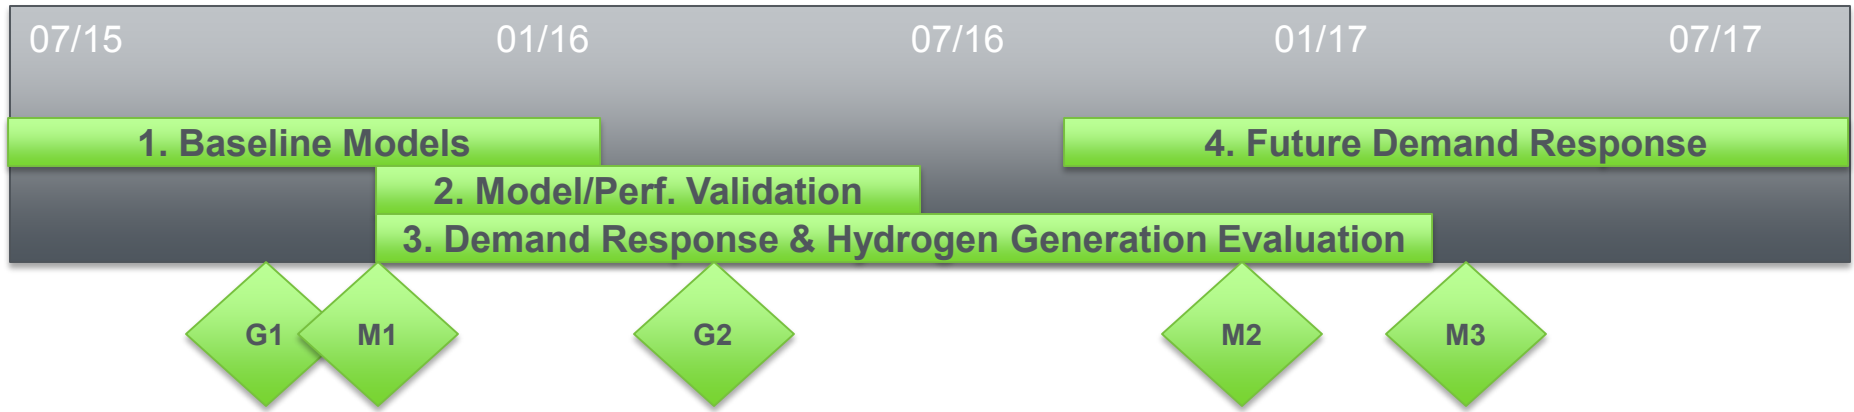 07/15 01/16 07/16 01/17 07/17
1. Baseline Models
4. Future Demand Response
2. Model/Perf. Validation
3. Demand Response & Hydrogen Generation Evaluation
G1 M1 G2 M2 M3